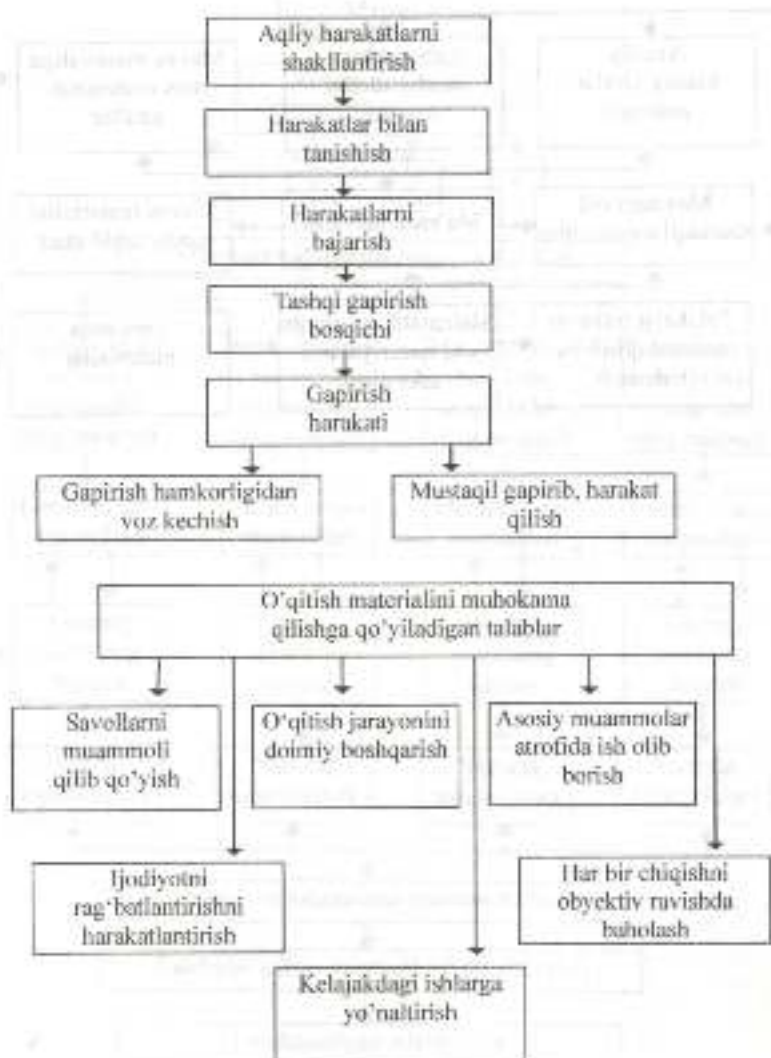 Aqliy harakatlarni
shakllantirish
Harakatlar bilan
tanishish
Harakatlarni
bajarish
Tashqi gapirish
bosqichi
Gapirish
harakati
Gapirish hamkorligidan
voz kechish
Mustaqil gapirib, harakat
qilish
O'qitish materialini muhokama
qilishga qo'yiladigan talablar
Savollarni
muammoli
qilib qo'yish
O'qitish jarayonini
doimiy boshqarish
Asosiy muammolar
atrofida ish olib
borish
Ijodiyotni
rag‘batlantirishni
harakatlantirish
Har bir chiqishni
obyektiv ravishda
baholash
Kelajakdagi ishlarga
yo'naltirish